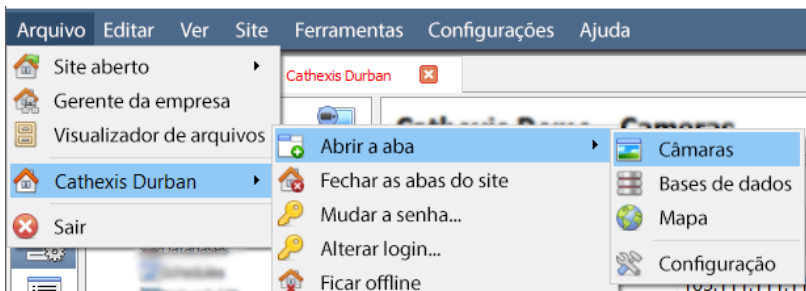 Arquivo Editar Ver Site Ferramentas Configurações Ajuda
Site aberto
Gerente da empresa
Visualizador de arquivos
Cathexis Durban
Sair
Cathexis Durban
Abrir a aba
Fechar as abas do site
Mudar a senha...
Alterar login...
Ficar offline
Câmaras
Bases de dados
Mapa
Configuração
Databases
Schedules